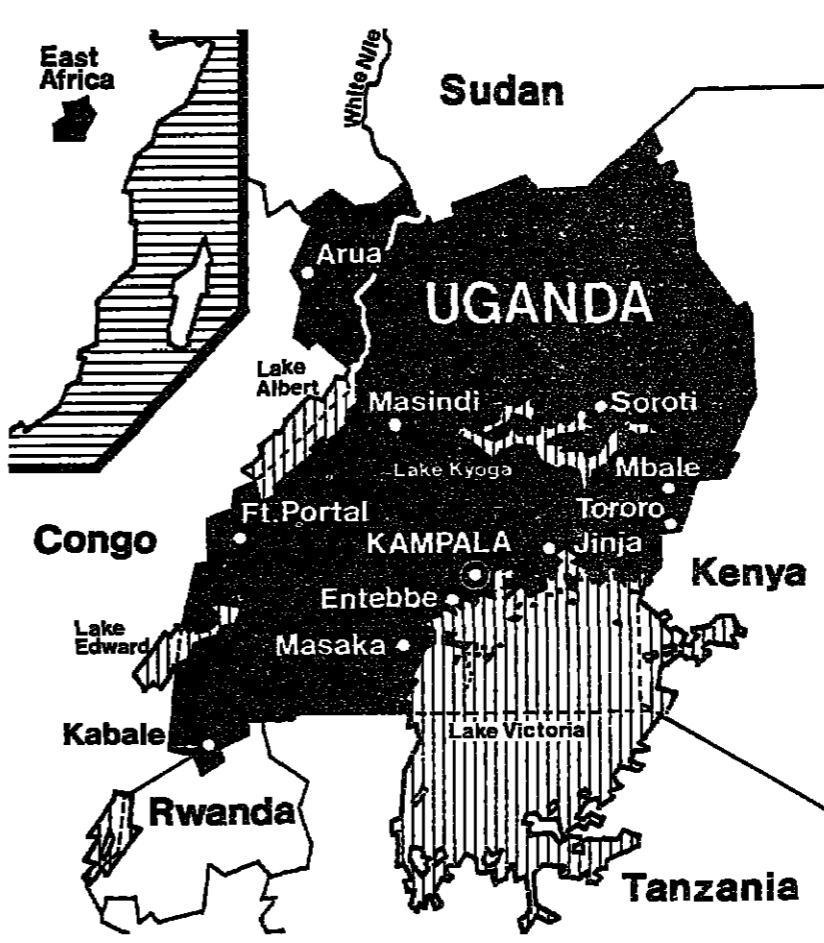 East
Africa
White Nile
Sudan
Arua
UGANDA
Lake
Albert
Masindi
Soroti
Lake Kyoga
Mbale
Ft.Portal
Tororo
Congo
KAMPALA
Jinja
Kenya
Entebbe
Lake
Edward
Masaka
Kabale
Lake Victoria
Rwanda
Tanzania